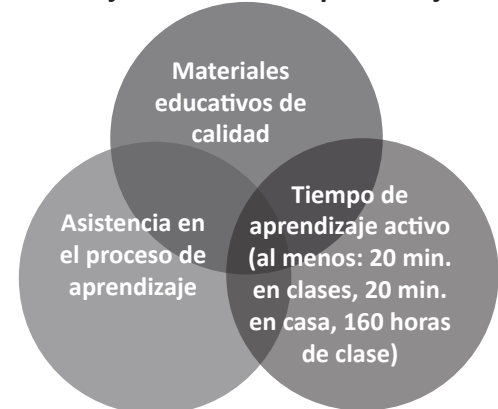 Materiales
educativos de
calidad
Asistencia en
el proceso de
aprendizaje
Tiempo de
aprendizaje activo
(al menos: 20 min.
en clases, 20 min.
en casa, 160 horas
de clase)